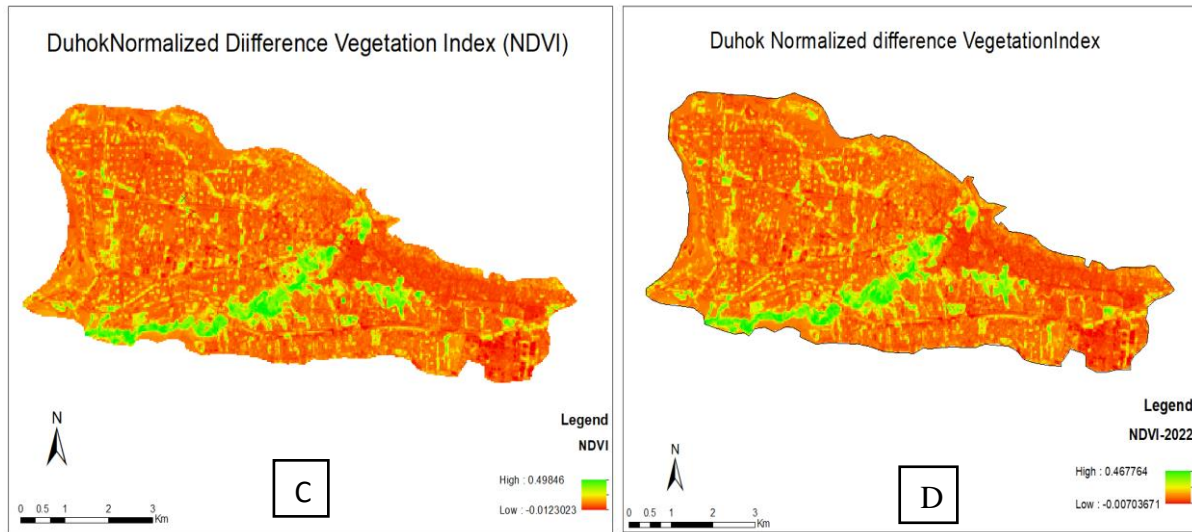 DuhokNormalized Diifference Vegetation Index (NDVI)
N
Legend
NDVI
High : 0.49846
Low : -0.0123023
C
0 0.5 1 2 3
Km
Duhok Normalized difference VegetationIndex
N
Legend
NDVI-2022
High : 0.467764
Low : -0.00703671
D
0 0.5 1 2 3
Km